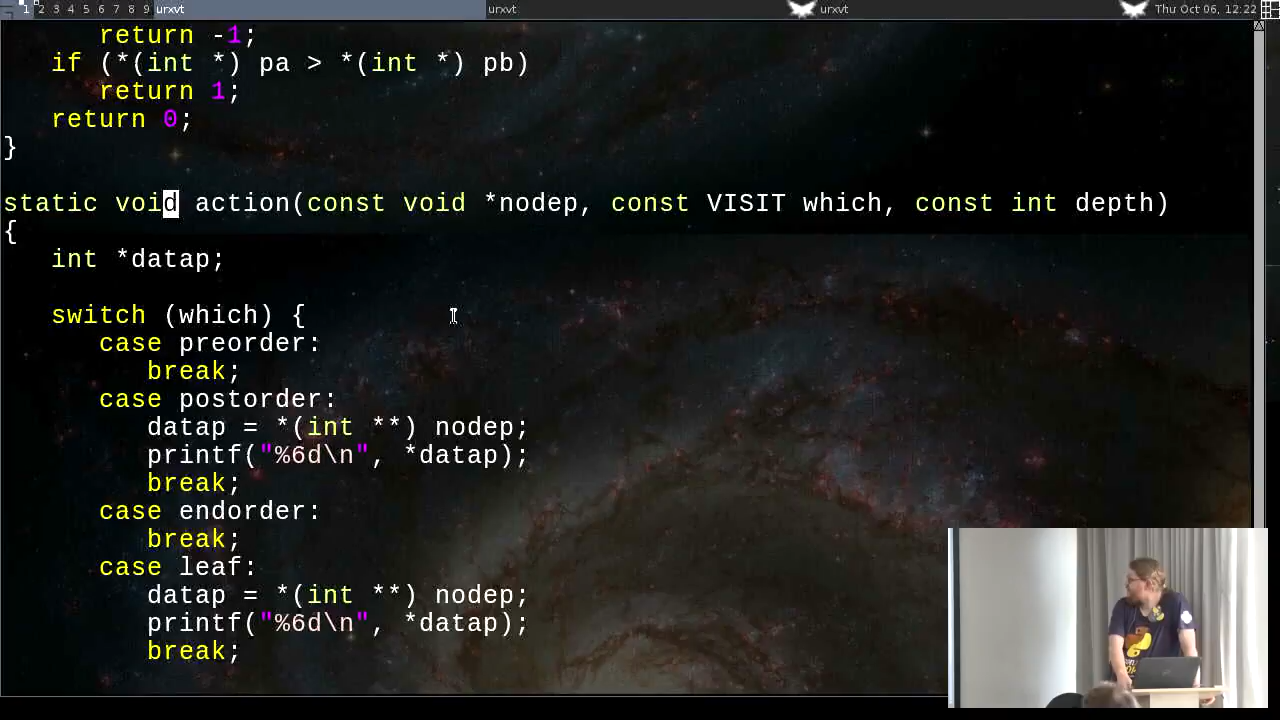 1 2 3 4 5 6 7 8 9 urxvt urxvt urxvt Thu Oct 06, 12:22
return -1;
if (*(int *) pa > *(int *) pb)
return 1;
return 0;
}
static void action(const void *nodep, const VISIT which, const int depth)
{
int *datap;
switch (which) {
case preorder:
break;
case postorder:
datap = *(int **) nodep;
printf("%6d\n", *datap);
break;
case endorder:
break;
case leaf:
datap = *(int **) nodep;
printf("%6d\n", *datap);
break;